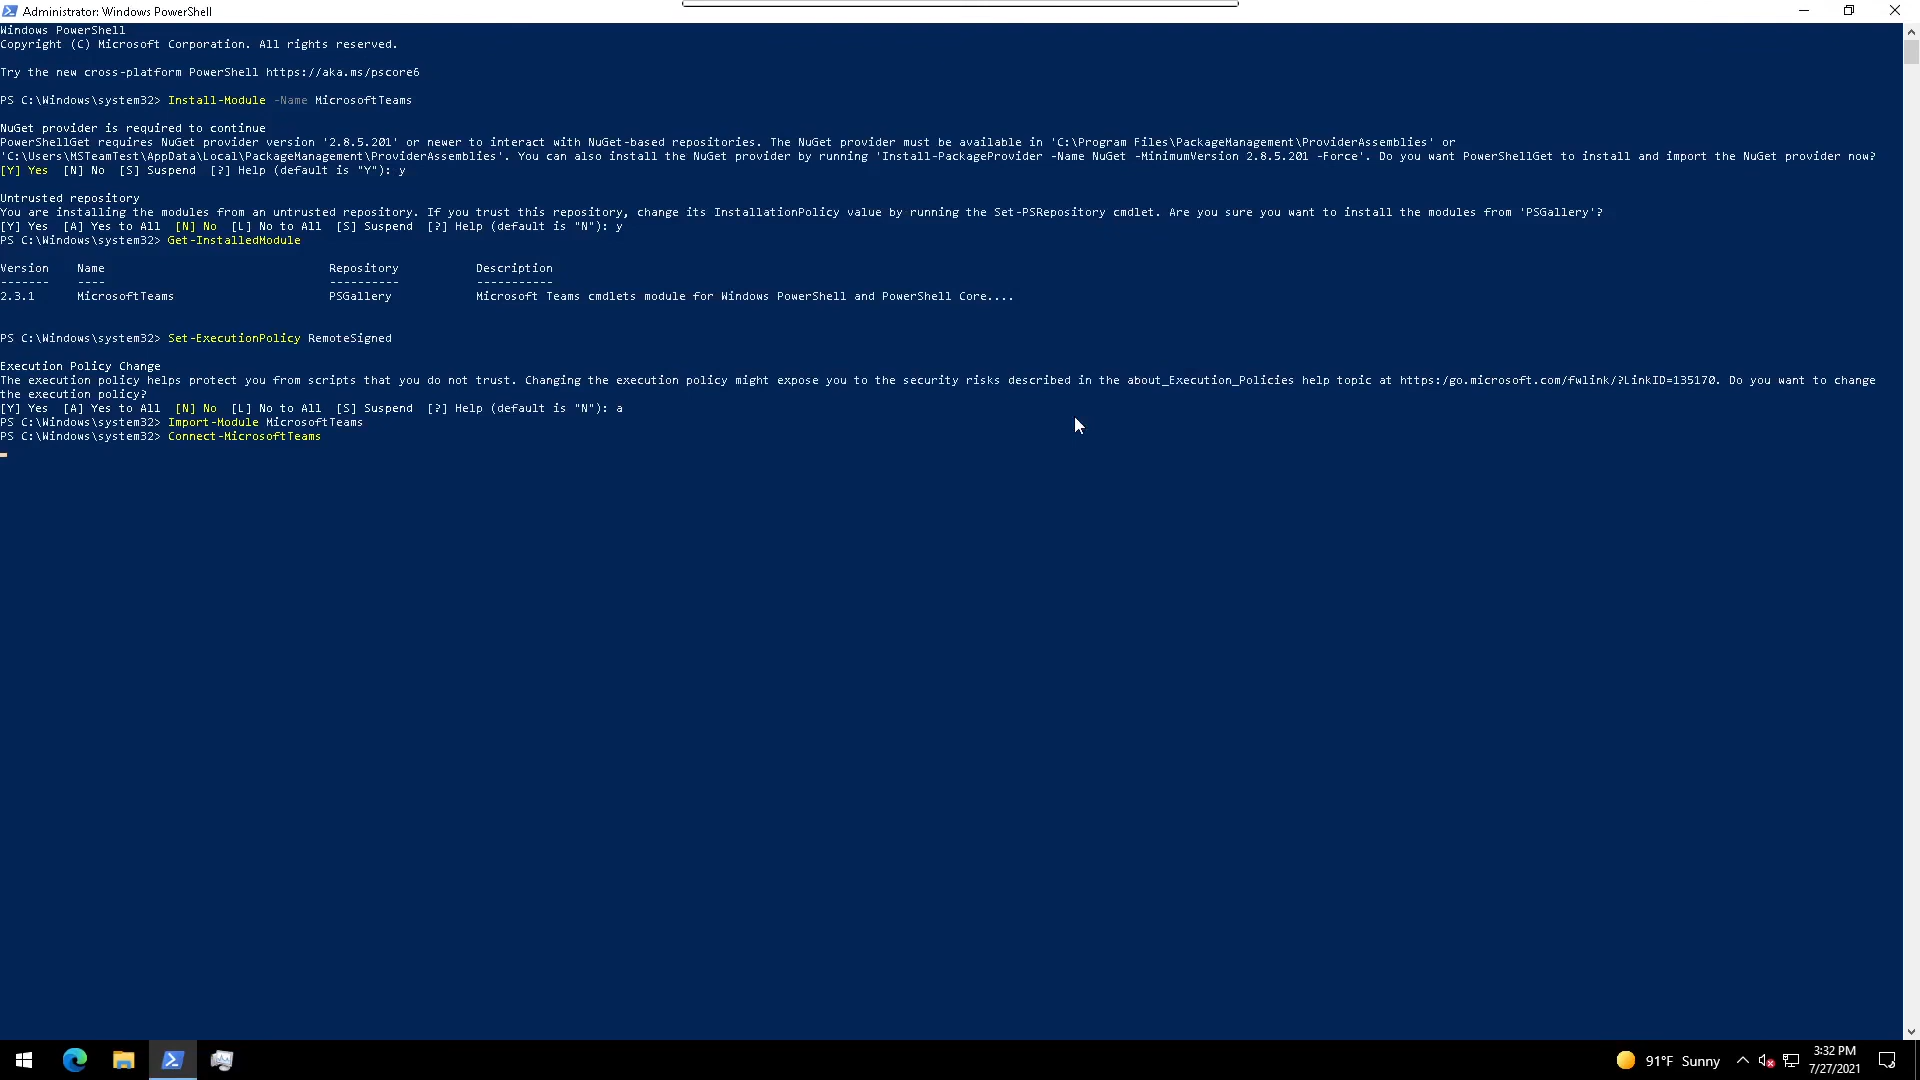 Administrator: Windows PowerShell
Windows PowerShell
Copyright (C) Microsoft Corporation. All rights reserved.
Try the new cross-platform PowerShell https://aka.ms/pscore6
PS C:\Windows\system32> Install-Module -Name MicrosoftTeams
NuGet provider is required to continue
PowerShellGet requires NuGet provider version '2.8.5.201' or newer to interact with NuGet-based repositories. The NuGet provider must be available in 'C:\Program Files\PackageManagement\ProviderAssemblies' or
'C:\Users\MSTeamTest\AppData\Local\PackageManagement\ProviderAssemblies'. You can also install the NuGet provider by running 'Install-PackageProvider -Name NuGet -MinimumVersion 2.8.5.201 -Force'. Do you want PowerShellGet to install and import the NuGet provider now?
[Y] Yes  [N] No  [S] Suspend  [?] Help (default is "Y"): y
Untrusted repository
You are installing the modules from an untrusted repository. If you trust this repository, change its InstallationPolicy value by running the Set-PSRepository cmdlet. Are you sure you want to install the modules from 'PSGallery'?
[Y] Yes  [A] Yes to All  [N] No  [L] No to All  [S] Suspend  [?] Help (default is "N"): y
PS C:\Windows\system32> Get-InstalledModule
Version    Name                                Repository           Description
-------    ----                                ----------           -----------
2.3.1      MicrosoftTeams                      PSGallery            Microsoft Teams cmdlets module for Windows PowerShell and PowerShell Core....
PS C:\Windows\system32> Set-ExecutionPolicy RemoteSigned
Execution Policy Change
The execution policy helps protect you from scripts that you do not trust. Changing the execution policy might expose you to the security risks described in the about_Execution_Policies help topic at https:/go.microsoft.com/fwlink/?LinkID=135170. Do you want to change
the execution policy?
[Y] Yes  [A] Yes to All  [N] No  [L] No to All  [S] Suspend  [?] Help (default is "N"): a
PS C:\Windows\system32> Import-Module MicrosoftTeams
PS C:\Windows\system32> Connect-MicrosoftTeams
91°F Sunny
3:32 PM
7/27/2021